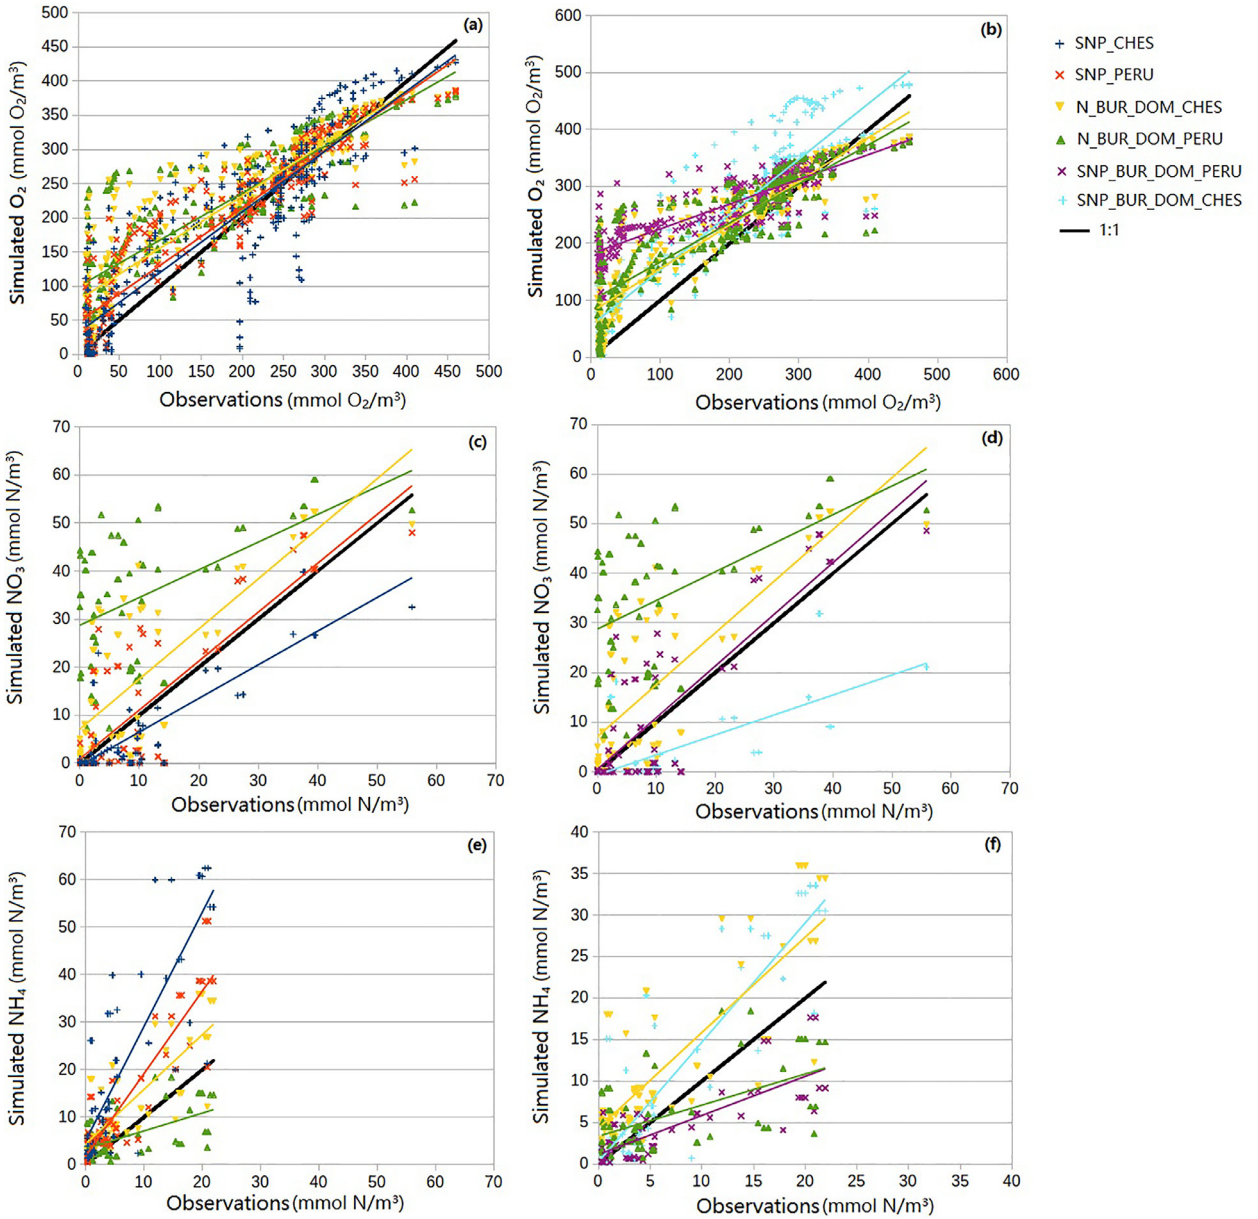 (a)
Simulated O₂ (mmol O₂/m³)
500
450
400
350
300
250
200
150
100
50
0
0 50 100 150 200 250 300 350 400 450 500
Observations (mmol O₂/m³)
(b)
Simulated O₂ (mmol O₂/m³)
600
500
400
300
200
100
0
0 100 200 300 400 500 600
Observations (mmol O₂/m³)
SNP_CHES
SNP_PERU
N_BUR_DOM_CHES
N_BUR_DOM_PERU
SNP_BUR_DOM_PERU
SNP_BUR_DOM_CHES
1:1
(c)
Simulated NO₃ (mmol N/m³)
70
60
50
40
30
20
10
0
0 10 20 30 40 50 60 70
Observations (mmol N/m³)
(d)
Simulated NO₃ (mmol N/m³)
70
60
50
40
30
20
10
0
0 10 20 30 40 50 60 70
Observations (mmol N/m³)
(e)
Simulated NH₄ (mmol N/m³)
70
60
50
40
30
20
10
0
0 10 20 30 40 50 60 70
Observations (mmol N/m³)
(f)
Simulated NH₄ (mmol N/m³)
40
35
30
25
20
15
10
5
0
0 5 10 15 20 25 30 35 40
Observations (mmol N/m³)